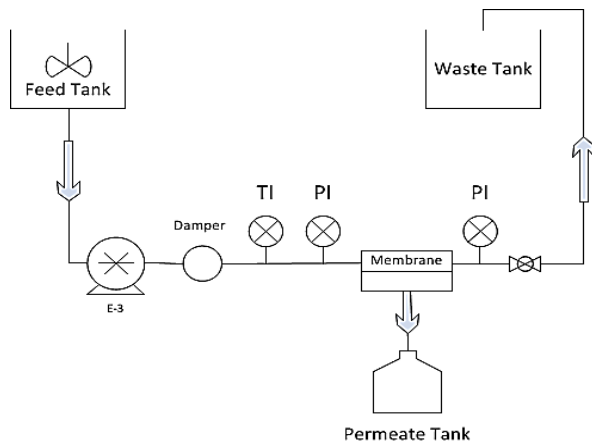 Feed Tank
Waste Tank
TI
PI
PI
Damper
Membrane
E-3
Permeate Tank